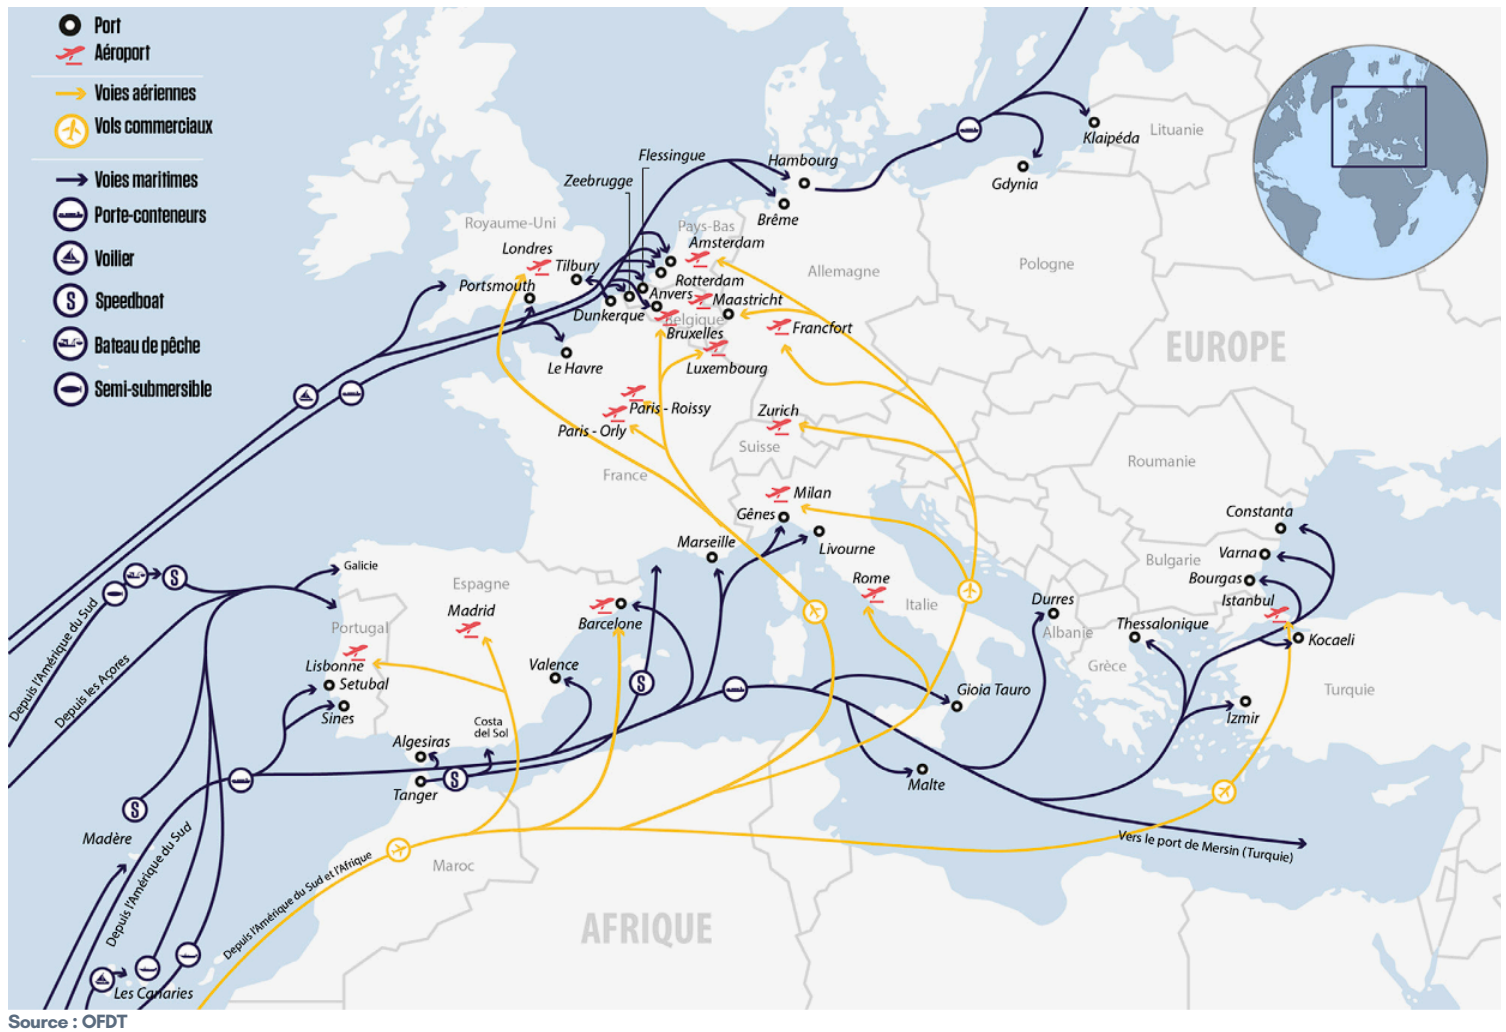 Port
Aéroport
Voies aériennes
Vols commerciaux
Voies maritimes
Porte-conteneurs
Voilier
S
Speedboat
Bateau de pêche
Semi-submersible
Flessingue
Hambourg
Zeebrugge
Brême
Klaipéda
Lituanie
Gdynia
Royaume-Uni
Pays-Bas
Londres
Amsterdam
Tilbury
Allemagne
Pologne
Portsmouth
Rotterdam
Anvers
Maastricht
Dunkerque
Belgique
Bruxelles
Francfort
EUROPE
Le Havre
Luxembourg
Paris - Roissy
Paris - Orly
Zurich
Suisse
France
Roumanie
Milan
Gênes
Constanta
Marseille
Livourne
Varna
Bulgarie
Galicie
S
Espagne
Rome
Bourgas
Istanbul
Italie
Durres
Madrid
Barcelone
Portugal
Albanie
Thessalonique
Kocaeli
Depuis l'Amérique du Sud
Depuis les Açores
Lisbonne
Setubal
Valence
Grèce
S
Gioia Tauro
Turquie
Sines
Costa
del Sol
Izmir
Algesiras
S
Tanger
Malte
S
Madère
Vers le port de Mersin (Turquie)
Depuis l'Amérique du Sud
Depuis l'Amérique du Sud et l'Afrique
Maroc
AFRIQUE
Les Canaries
Source : OFDT